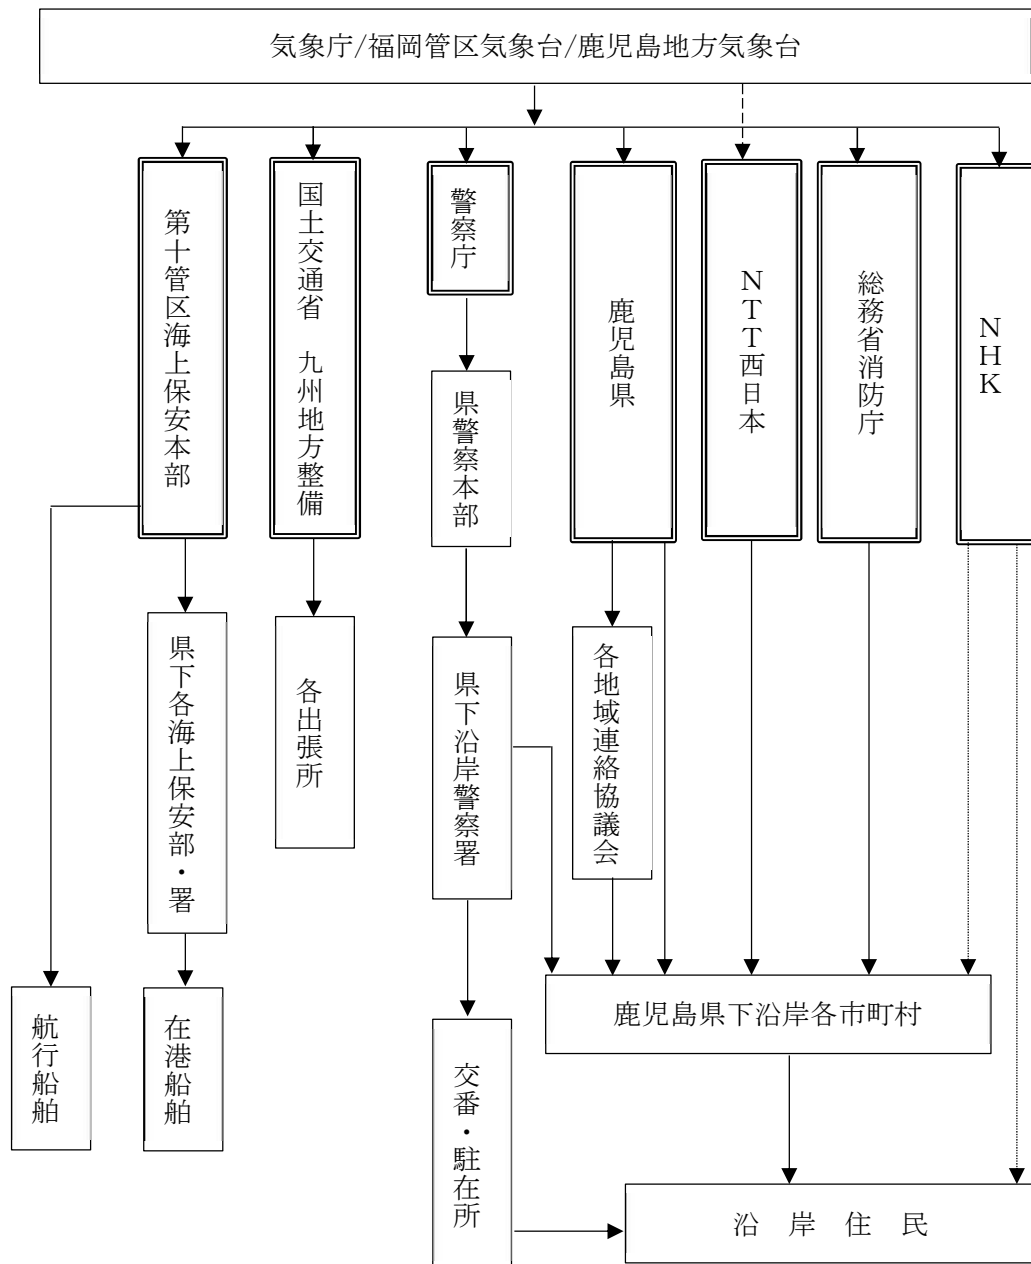 気象庁/福岡管区気象台/鹿児島地方気象台
第十管区海上保安本部
国土交通省　九州地方整備
警察庁
鹿児島県
NTT西日本
総務省消防庁
NHK
県警察本部
県下各海上保安部・署
各出張所
県下沿岸警察署
各地域連絡協議会
航行船舶
在港船舶
鹿児島県下沿岸各市町村
交番・駐在所
沿　岸　住　民